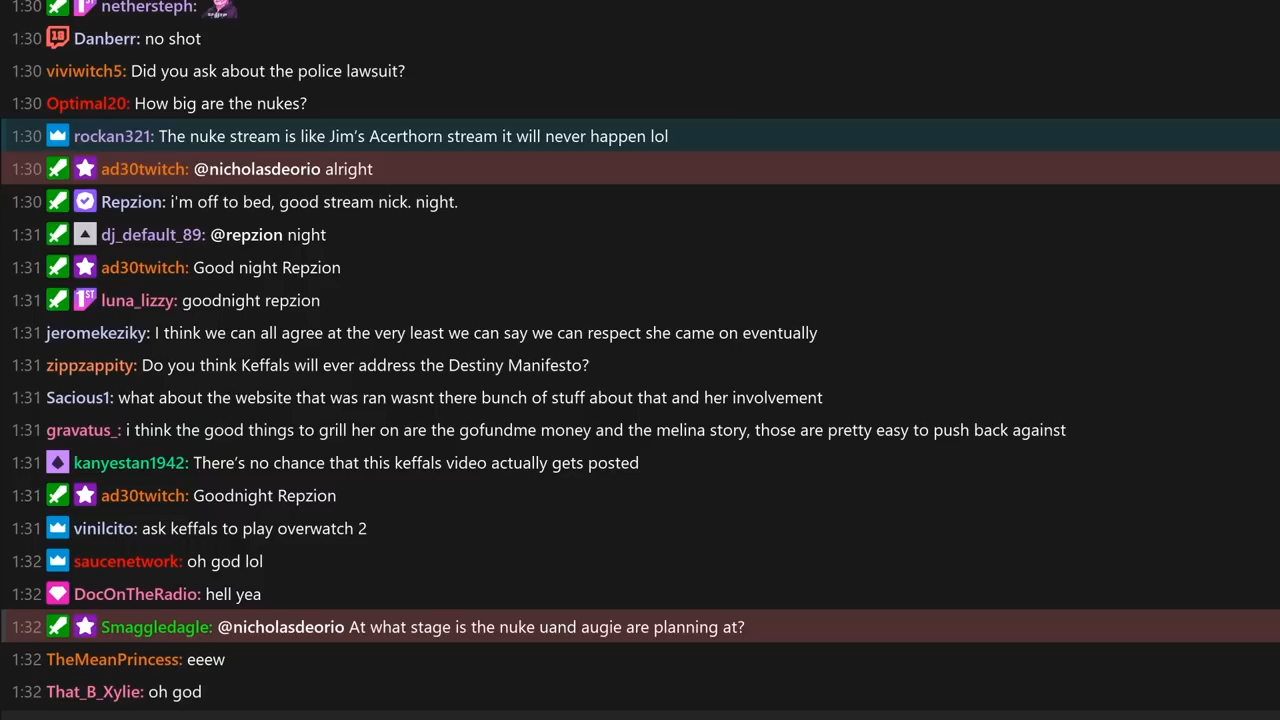 1:30 nethersteph:
1:30 Danberr: no shot
1:30 viviwitch5: Did you ask about the police lawsuit?
1:30 Optimal20: How big are the nukes?
1:30 rockan321: The nuke stream is like Jim’s Acerthorn stream it will never happen lol
1:30 ad30twitch: @nicholasdeorio alright
1:30 Repzion: i'm off to bed, good stream nick. night.
1:31 dj_default_89: @repzion night
1:31 ad30twitch: Good night Repzion
1:31 1ST luna_lizzy: goodnight repzion
1:31 jeromekeziky: I think we can all agree at the very least we can say we can respect she came on eventually
1:31 zippzappity: Do you think Keffals will ever address the Destiny Manifesto?
1:31 Sacious1: what about the website that was ran wasnt there bunch of stuff about that and her involvement
1:31 gravatus_: i think the good things to grill her on are the gofundme money and the melina story, those are pretty easy to push back against
1:31 kanyestan1942: There’s no chance that this keffals video actually gets posted
1:31 ad30twitch: Goodnight Repzion
1:31 vinilcito: ask keffals to play overwatch 2
1:32 saucenetwork: oh god lol
1:32 DocOnTheRadio: hell yea
1:32 Smaggledagle: @nicholasdeorio At what stage is the nuke uand augie are planning at?
1:32 TheMeanPrincess: eeew
1:32 That_B_Xylie: oh god